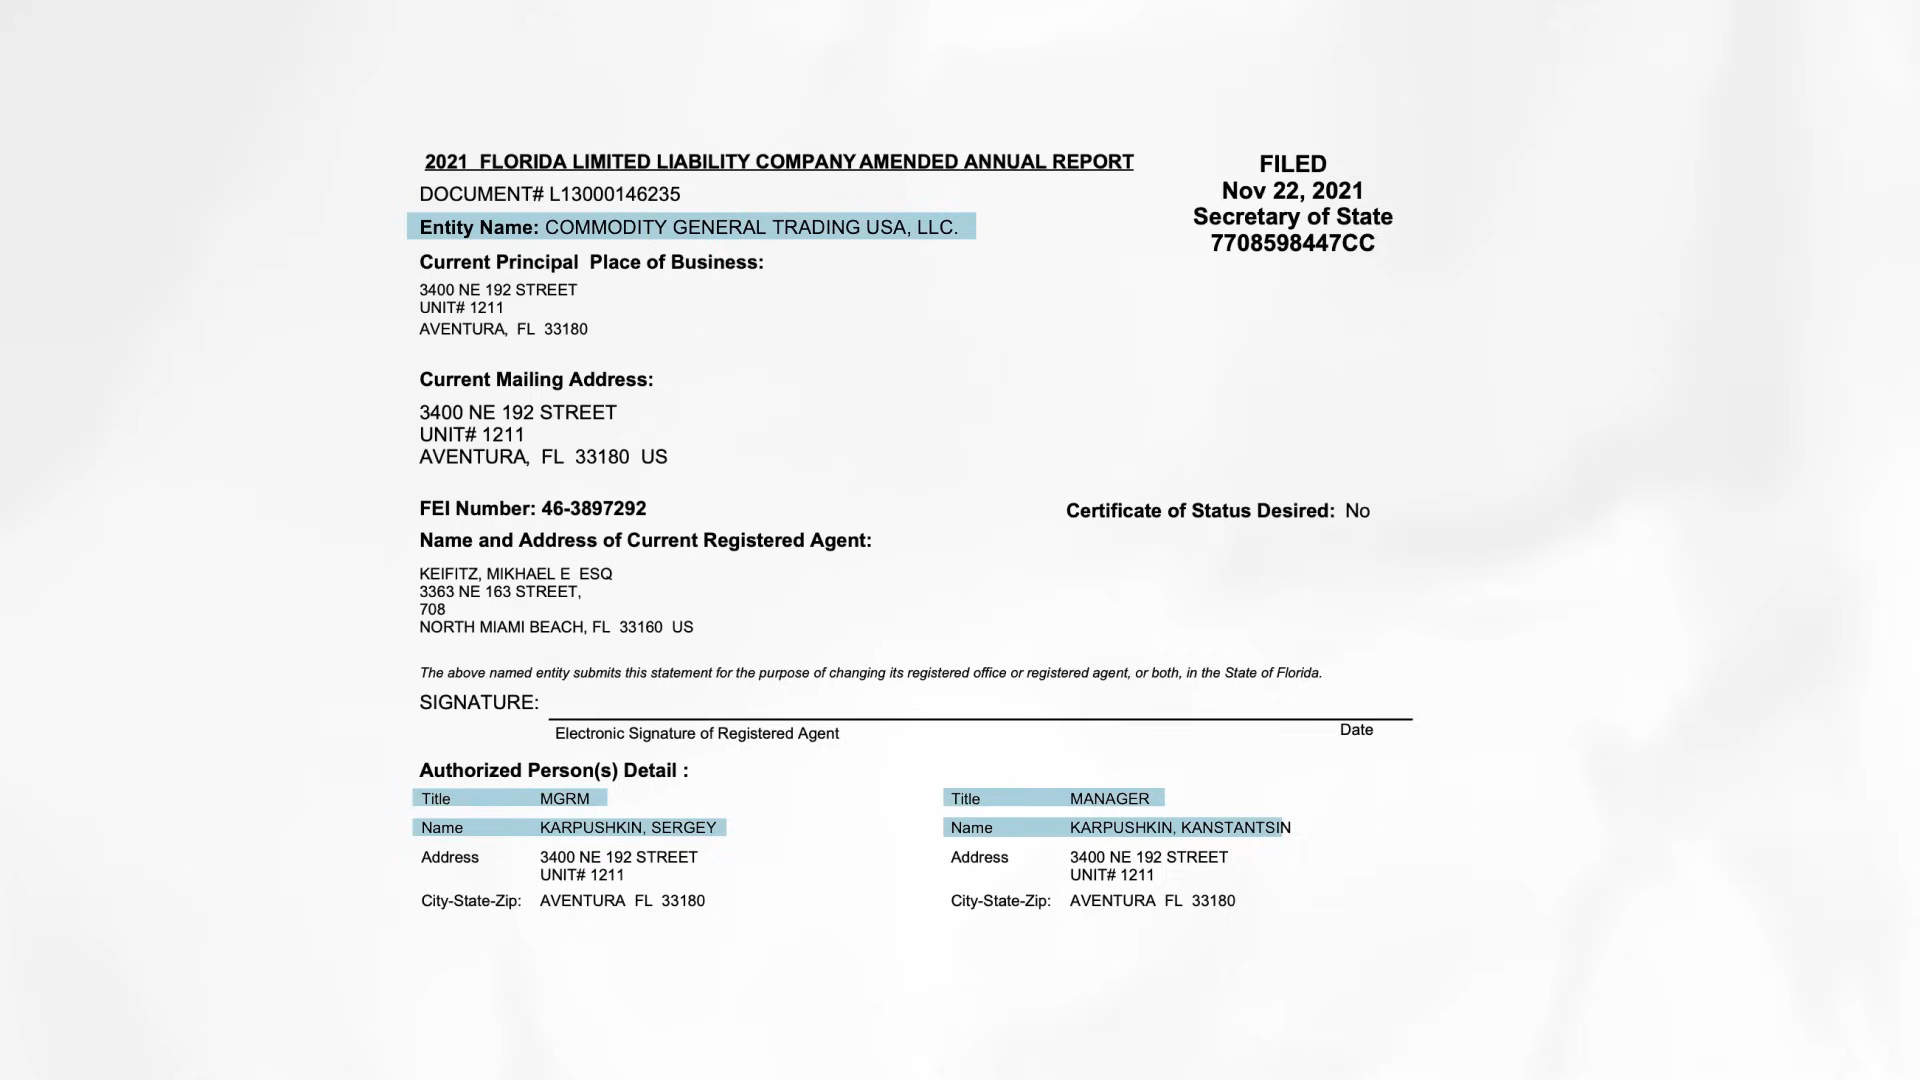 2021 FLORIDA LIMITED LIABILITY COMPANY AMENDED ANNUAL REPORT
DOCUMENT# L13000146235
Entity Name: COMMODITY GENERAL TRADING USA, LLC.
FILED
Nov 22, 2021
Secretary of State
7708598447CC
Current Principal Place of Business:
3400 NE 192 STREET
UNIT# 1211
AVENTURA, FL 33180
Current Mailing Address:
3400 NE 192 STREET
UNIT# 1211
AVENTURA, FL 33180 US
FEI Number: 46-3897292
Certificate of Status Desired: No
Name and Address of Current Registered Agent:
KEIFITZ, MIKHAEL E ESQ
3363 NE 163 STREET,
708
NORTH MIAMI BEACH, FL 33160 US
The above named entity submits this statement for the purpose of changing its registered office or registered agent, or both, in the State of Florida.
SIGNATURE:
Electronic Signature of Registered Agent
Date
Authorized Person(s) Detail :
Title MGRM
Name KARPUSHKIN, SERGEY
Address 3400 NE 192 STREET
UNIT# 1211
City-State-Zip: AVENTURA FL 33180
Title MANAGER
Name KARPUSHKIN, KANSTANTSIN
Address 3400 NE 192 STREET
UNIT# 1211
City-State-Zip: AVENTURA FL 33180